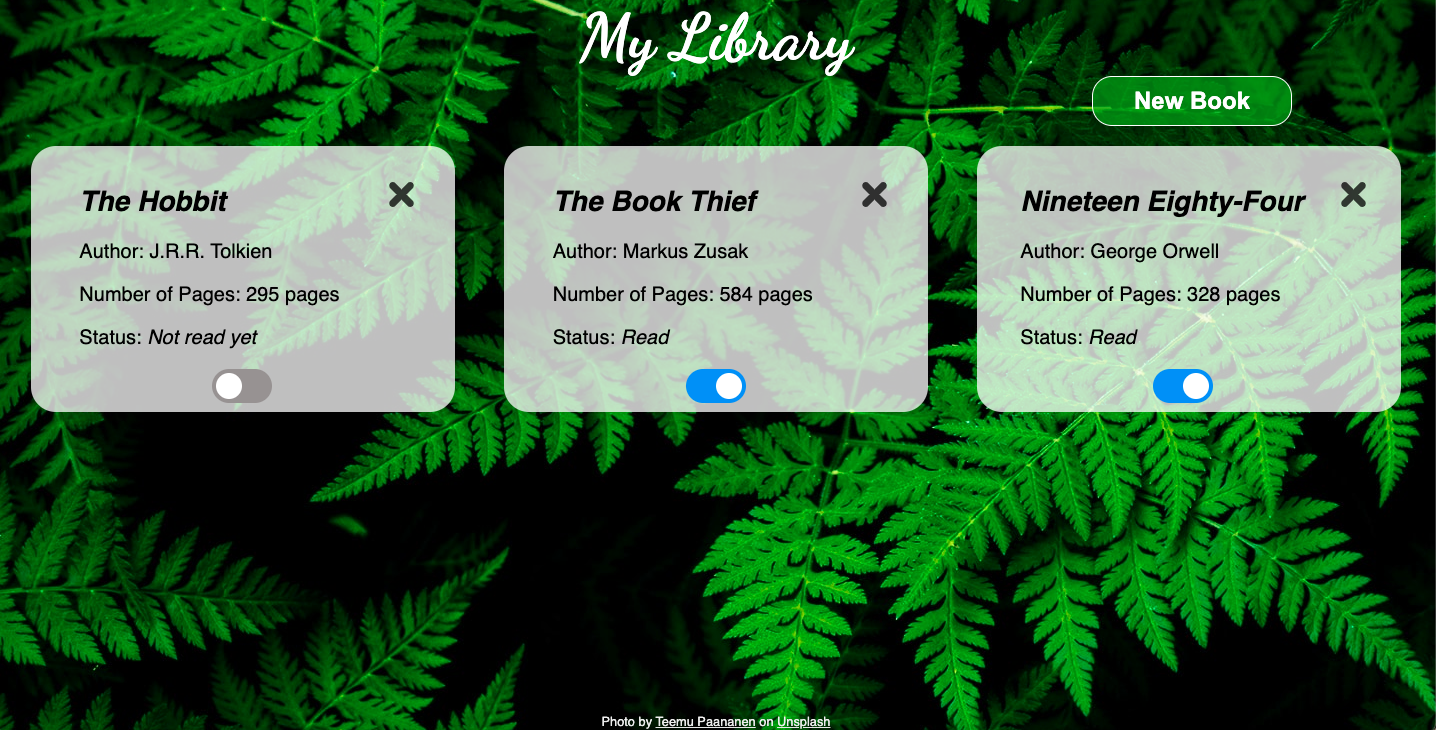 My Library
New Book
The Hobbit
Author: J.R.R. Tolkien
Number of Pages: 295 pages
Status: Not read yet
The Book Thief
Author: Markus Zusak
Number of Pages: 584 pages
Status: Read
Nineteen Eighty-Four
Author: George Orwell
Number of Pages: 328 pages
Status: Read
Photo by Teemu Paananen on Unsplash